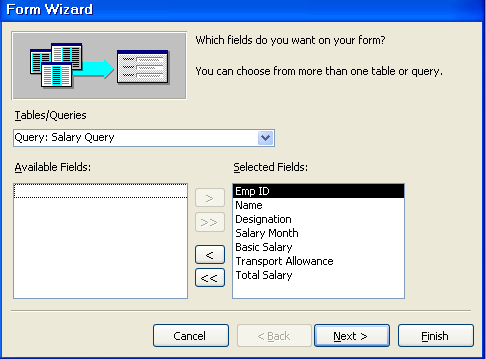 Form Wizard
Which fields do you want on your form?
You can choose from more than one table or query.
Tables/Queries
Query: Salary Query
Available Fields:
Selected Fields:
>
>>
<
<<
Emp ID
Name
Designation
Salary Month
Basic Salary
Transport Allowance
Total Salary
Cancel
< Back
Next >
Finish